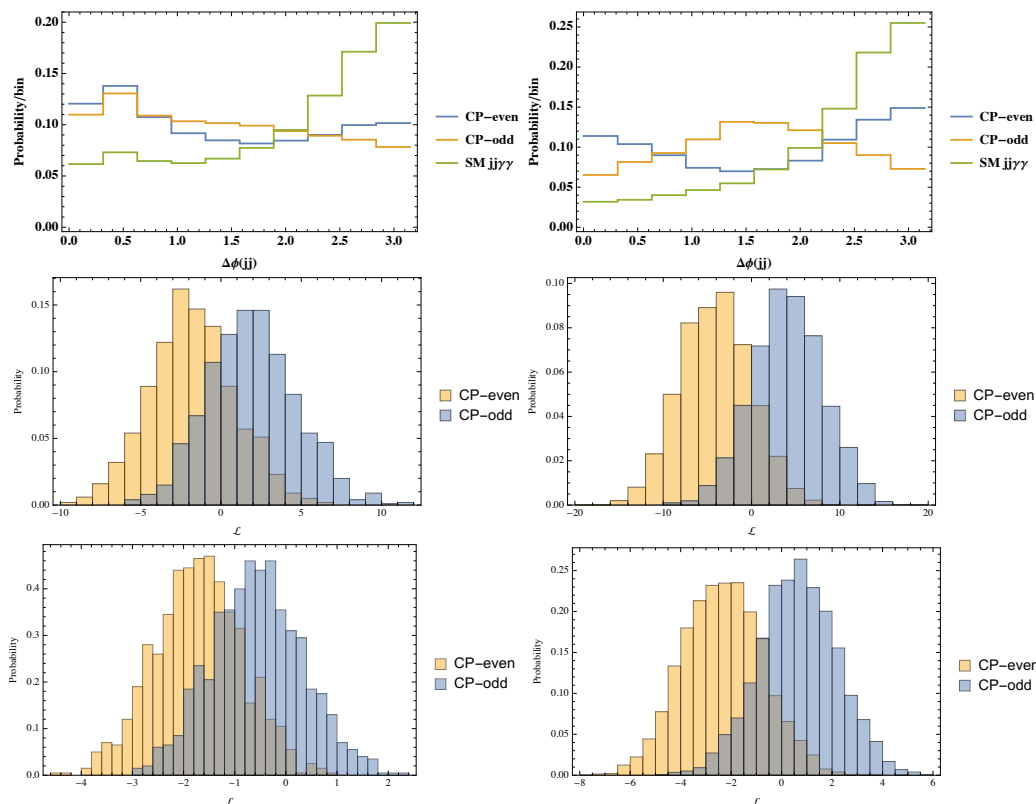 0.20
0.15
0.10
0.05
0.00
Probability/bin
0.0 0.5 1.0 1.5 2.0 2.5 3.0
Δϕ(jj)
CP-even
CP-odd
SM jjγγ
0.25
0.20
0.15
0.10
0.05
0.00
Probability/bin
0.0 0.5 1.0 1.5 2.0 2.5 3.0
Δϕ(jj)
CP-even
CP-odd
SM jjγγ
0.15
0.10
0.05
0.00
Probability
-10 -5 0 5 10
ℒ
CP-even
CP-odd
0.10
0.08
0.06
0.04
0.02
0.00
Probability
-20 -10 0 10 20
ℒ
CP-even
CP-odd
0.4
0.3
0.2
0.1
0.0
Probability
-4 -3 -2 -1 0 1 2
CP-even
CP-odd
0.25
0.20
0.15
0.10
0.05
0.00
Probability
-8 -6 -4 -2 0 2 4 6
CP-even
CP-odd